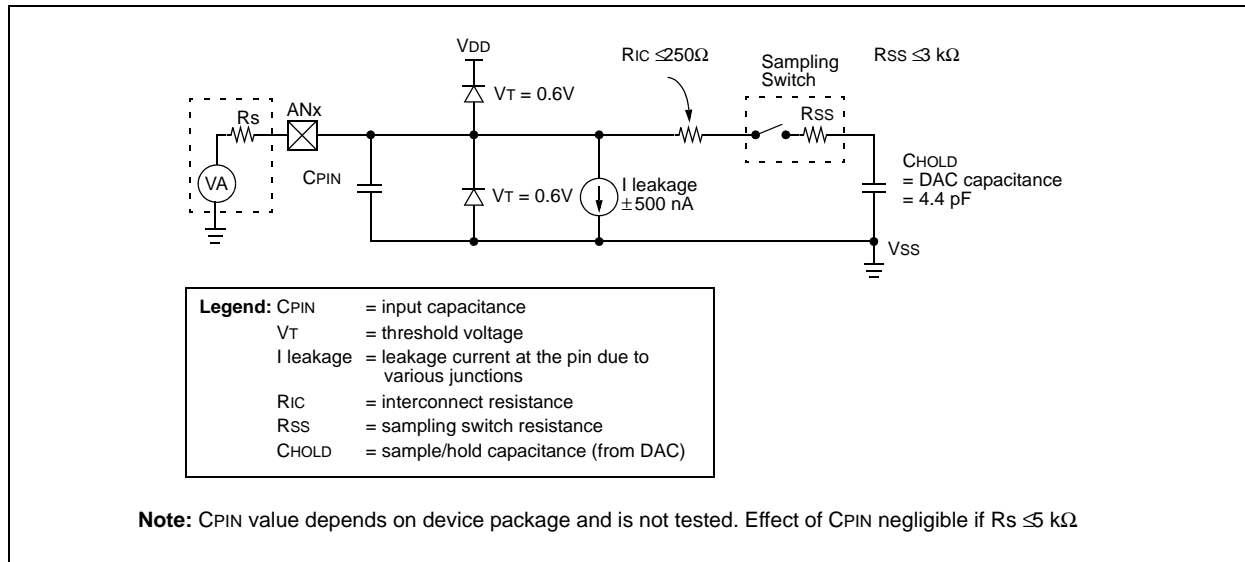 VDD
RIC ≤250Ω
Sampling
Switch
RSS ≤3 kΩ
VT = 0.6V
Rs
ANx
RSS
VA
CPIN
VT = 0.6V
I leakage
±500 nA
CHOLD
= DAC capacitance
= 4.4 pF
VSS
Legend: CPIN = input capacitance
VT = threshold voltage
I leakage = leakage current at the pin due to
various junctions
RIC = interconnect resistance
RSS = sampling switch resistance
CHOLD = sample/hold capacitance (from DAC)
Note: CPIN value depends on device package and is not tested. Effect of CPIN negligible if Rs ≤5 kΩ